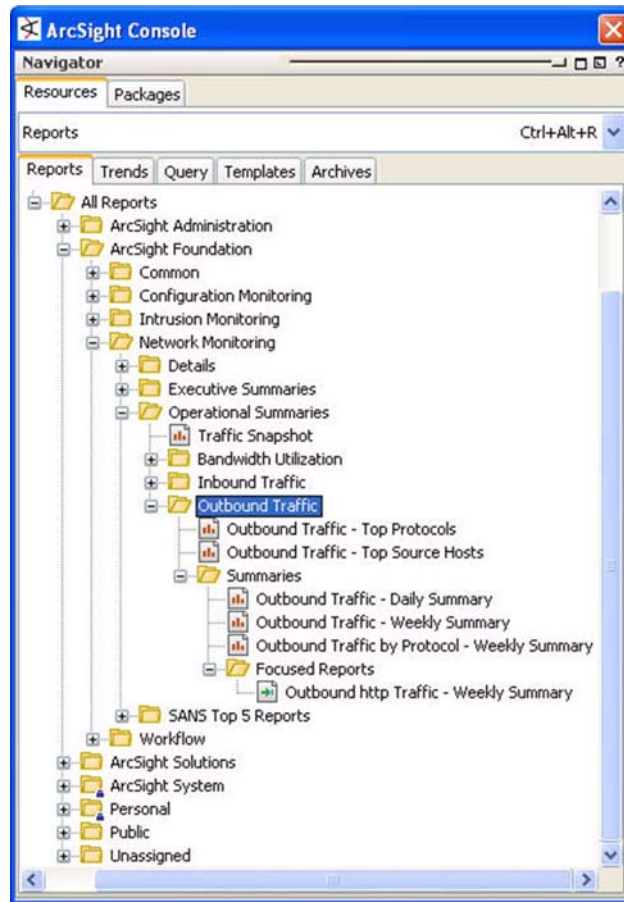 ArcSight Console
Navigator ?
Resources Packages
Reports Ctrl+Alt+R
Reports Trends Query Templates Archives
All Reports
ArcSight Administration
ArcSight Foundation
Common
Configuration Monitoring
Intrusion Monitoring
Network Monitoring
Details
Executive Summaries
Operational Summaries
Traffic Snapshot
Bandwidth Utilization
Inbound Traffic
Outbound Traffic
Outbound Traffic - Top Protocols
Outbound Traffic - Top Source Hosts
Summaries
Outbound Traffic - Daily Summary
Outbound Traffic - Weekly Summary
Outbound Traffic by Protocol - Weekly Summary
Focused Reports
Outbound http Traffic - Weekly Summary
SANS Top 5 Reports
Workflow
ArcSight Solutions
ArcSight System
Personal
Public
Unassigned